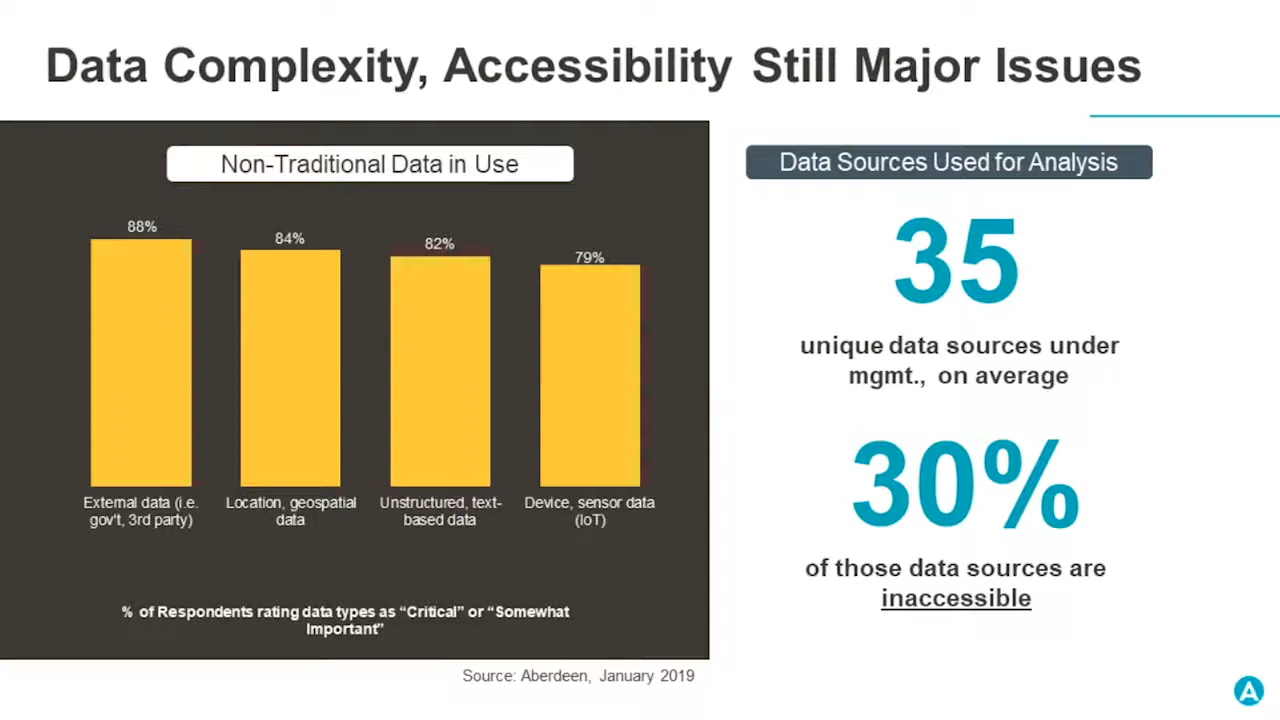 Data Complexity, Accessibility Still Major Issues
Non-Traditional Data in Use
88%
84%
82%
79%
External data (i.e.
gov't, 3rd party)
Location, geospatial
data
Unstructured, text-
based data
Device, sensor data
(IoT)
% of Respondents rating data types as “Critical” or “Somewhat
Important”
Source: Aberdeen, January 2019
Data Sources Used for Analysis
35
unique data sources under
mgmt., on average
30%
of those data sources are
inaccessible
A